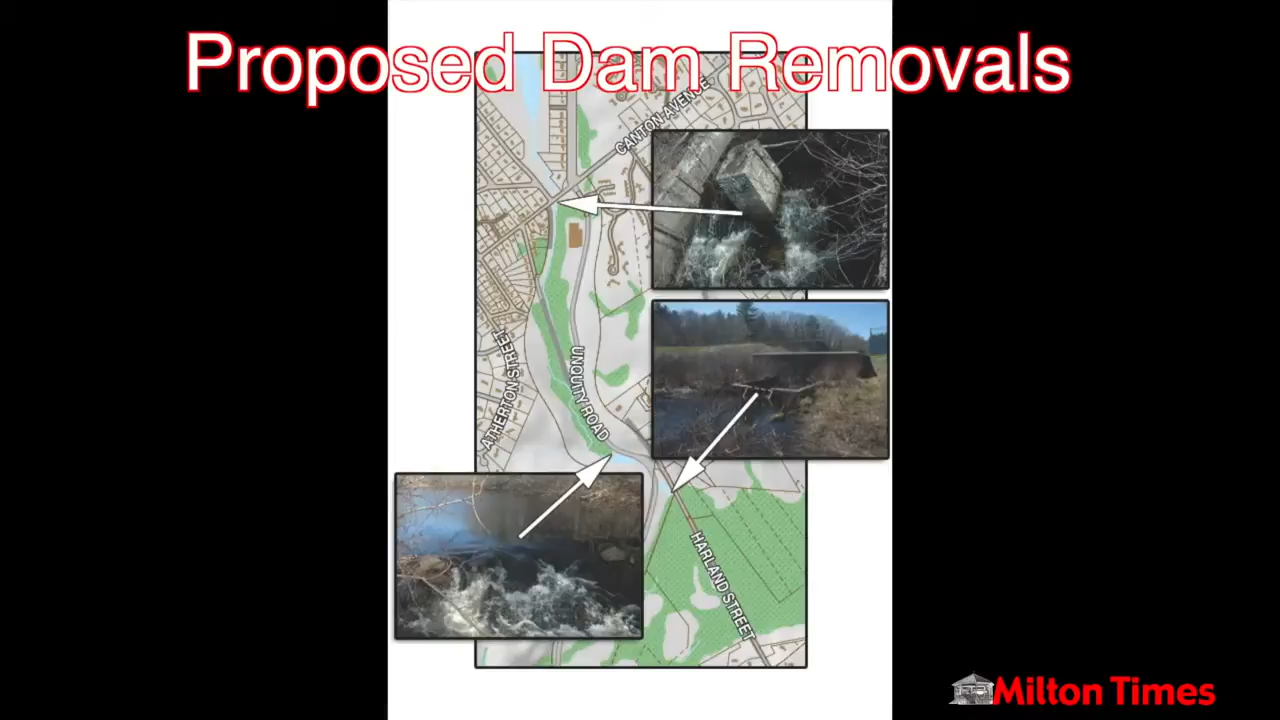 Proposed Dam Removals
CANTON AVENUE
ATHERTON STREET
UNQUITY ROAD
HARLAND STREET
Milton Times